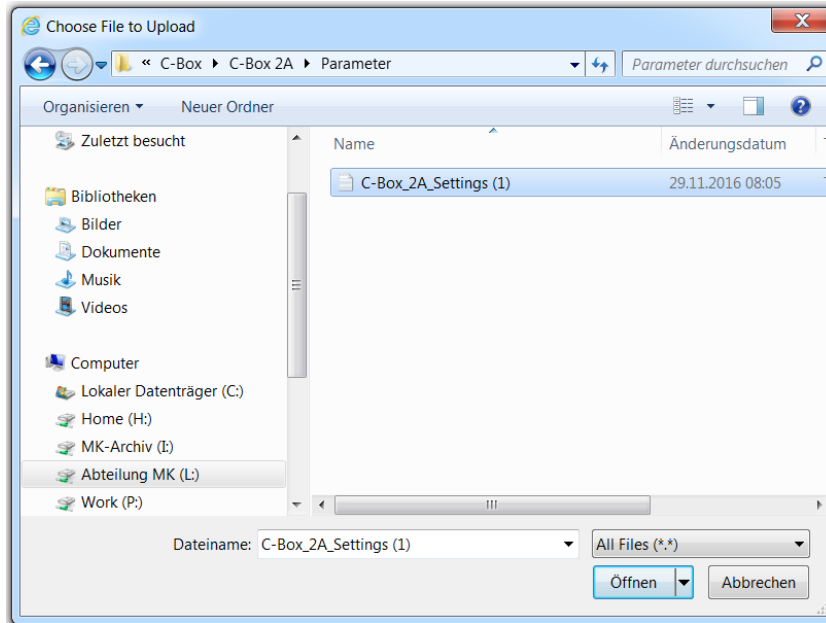 Choose File to Upload
« C-Box ▸ C-Box 2A ▸ Parameter
Parameter durchsuchen
Organisieren Neuer Ordner
Zuletzt besucht
Bibliotheken
Bilder
Dokumente
Musik
Videos
Computer
Lokaler Datenträger (C:)
Home (H:)
MK-Archiv (I:)
Abteilung MK (L:)
Work (P:)
Name Änderungsdatum
C-Box_2A_Settings (1) 29.11.2016 08:05
Dateiname: C-Box_2A_Settings (1) All Files (*.*)
Öffnen Abbrechen